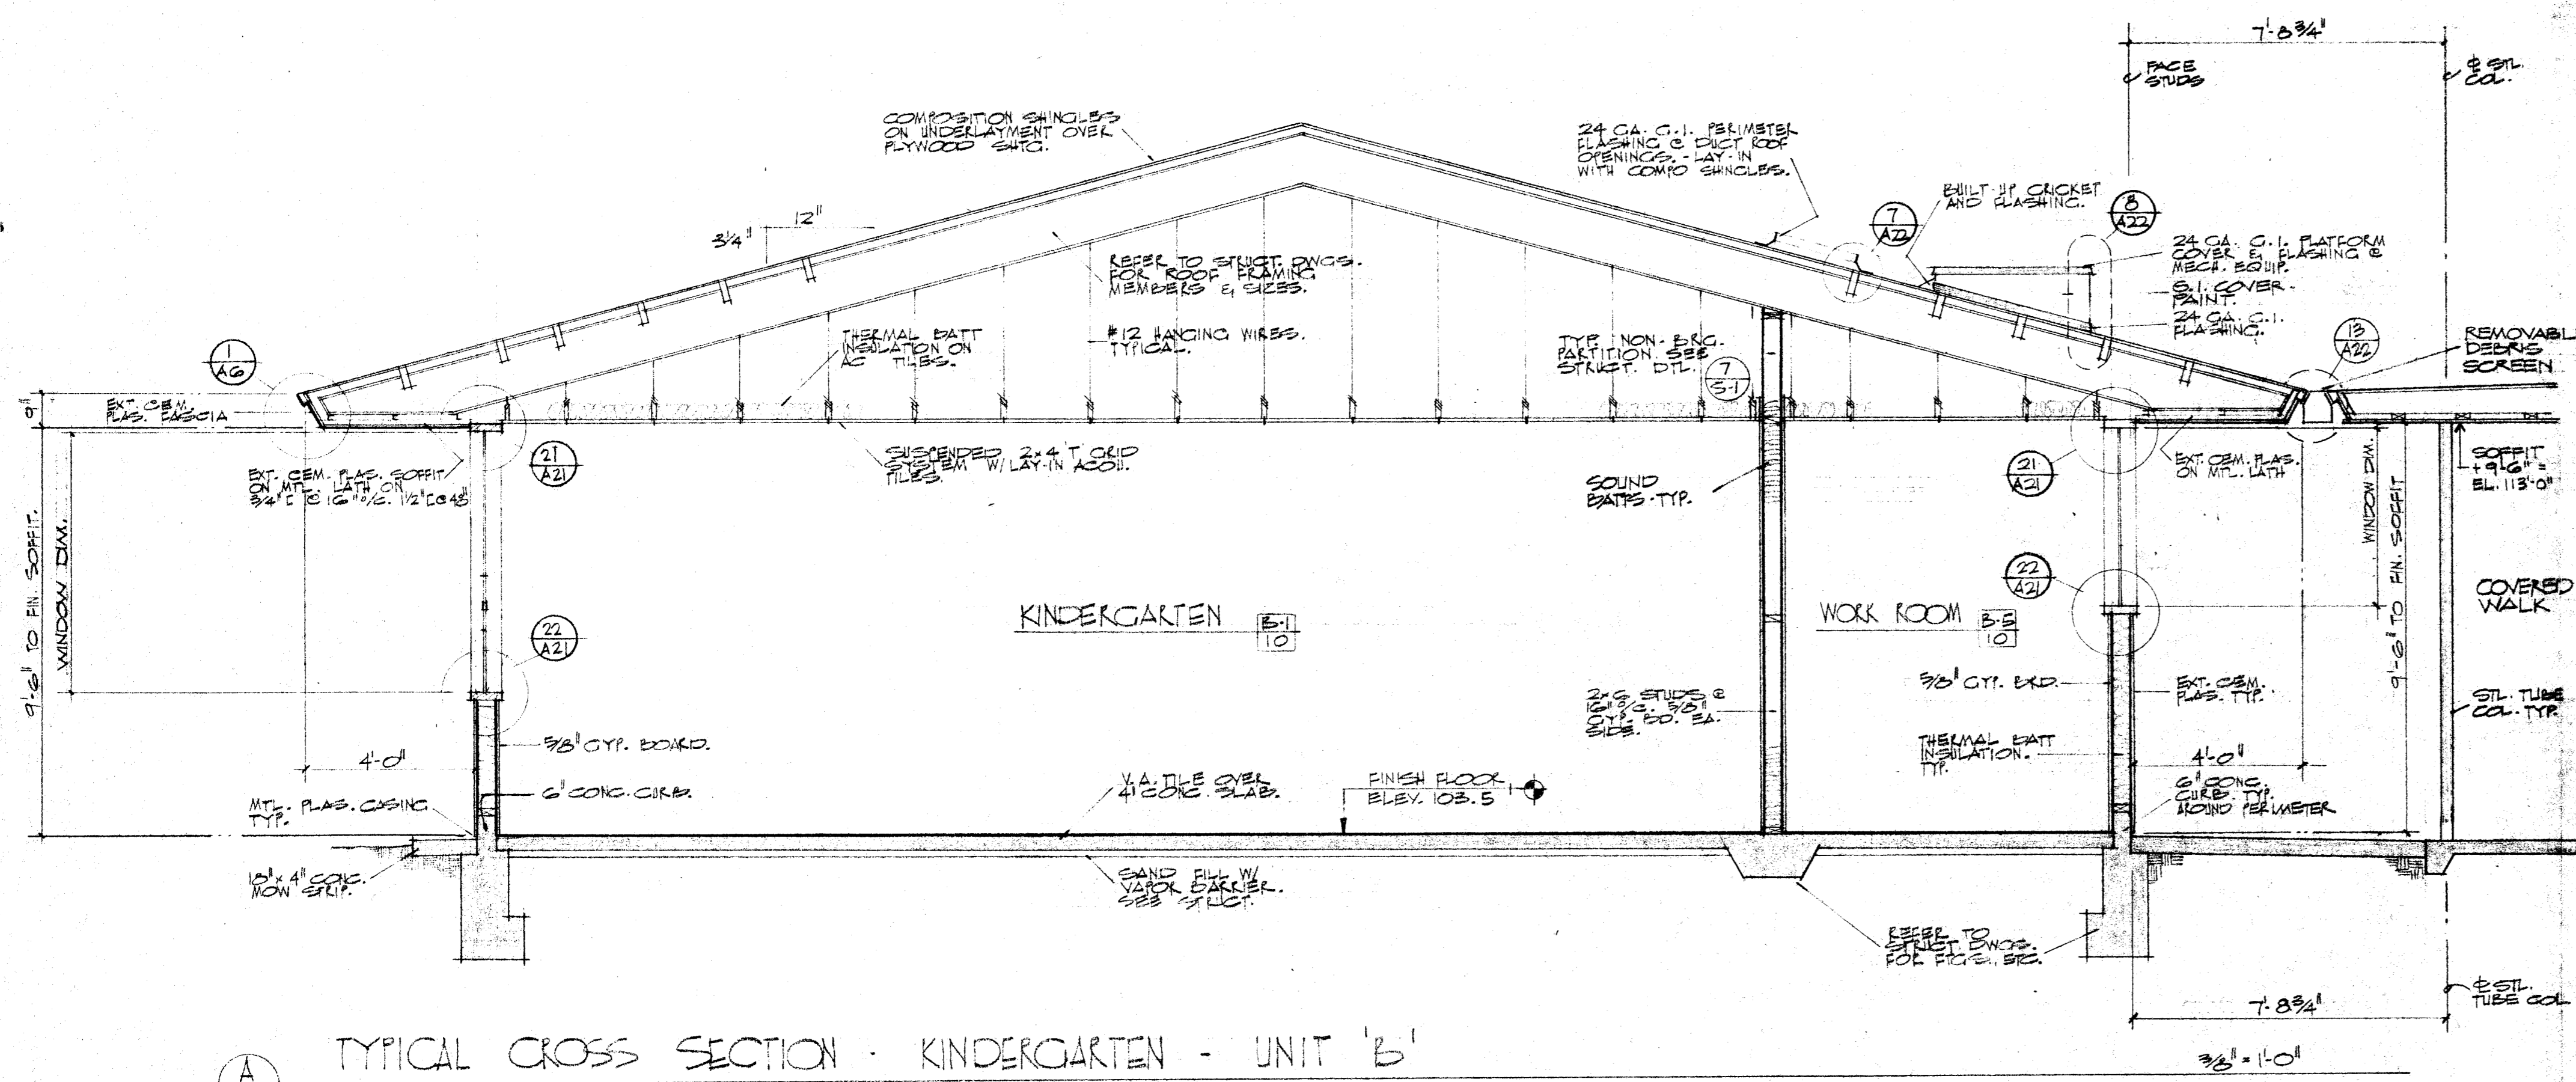 7'-8 3/4"
FACE
STUDS
℄ STL.
COL.
COMPOSITION SHINGLES
ON UNDERLAYMENT OVER
PLYWOOD SHTG.
24 GA. G.I. PERIMETER
FLASHING @ DUCT ROOF
OPENINGS. - LAY-IN
WITH COMPO SHINGLES.
BUILT-UP CRICKET
AND FLASHING.
7
A22
8
A22
12"
3 1/4"
24 GA. G.I. PLATFORM
COVER & FLASHING @
MECH. EQUIP.
G.I. COVER -
PAINT.
24 GA. G.I.
FLASHING.
REFER TO STRUCT. DWGS.
FOR ROOF FRAMING
MEMBERS & SIZES.
#12 HANGING WIRES.
TYPICAL.
THERMAL BATT
INSULATION ON
AC TILES.
TYP. NON-BRG.
PARTITION. SEE
STRUCT. DTL.
7
S-1
13
A22
REMOVABL
DEBRIS
SCREEN
1
A6
9"
EXT. CEM.
PLAS. FASCIA
EXT. CEM. PLAS. SOFFIT
ON MTL. LATH ON
3/4" [ @ 16" O/C. 1 1/2" [ @ 48"
21
A21
SUSPENDED 2x4 T GRID
SYSTEM W/ LAY-IN ACOU.
TILES.
SOUND
BATTS-TYP.
21
A21
EXT. CEM. PLAS.
ON MTL. LATH
SOFFIT
+9'-6" =
EL. 113'-0"
9'-6" TO FIN. SOFFIT.
WINDOW DIM.
WINDOW DIM.
9'-6" TO FIN. SOFFIT
22
A21
KINDERGARTEN
B-1
10
WORK ROOM
B-5
10
22
A21
COVERED
WALK
2x6 STUDS @
16" O/C. 5/8"
GYP. BD. EA.
SIDE.
5/8" GYP. BRD.
EXT. CEM.
PLAS. TYP.
STL. TUBE
COL. TYP.
5/8" GYP. BOARD.
THERMAL BATT
INSULATION.
TYP.
4'-0"
4'-0"
6" CONC. CURB.
6" CONC.
CURB TYP.
AROUND PERIMETER
MTL. PLAS. CASING
TYP.
V.A. TILE OVER
4" CONC. SLAB.
FINISH FLOOR
ELEV. 103.5
18" x 4" CONC.
MOW STRIP.
SAND FILL W/
VAPOR BARRIER.
SEE STRUCT.
REFER TO
STRUCT. DWGS.
FOR FTGS., ETC.
℄ STL.
TUBE COL
7'-8 3/4"
A
TYPICAL CROSS SECTION - KINDERGARTEN - UNIT 'B'
3/8" = 1'-0"